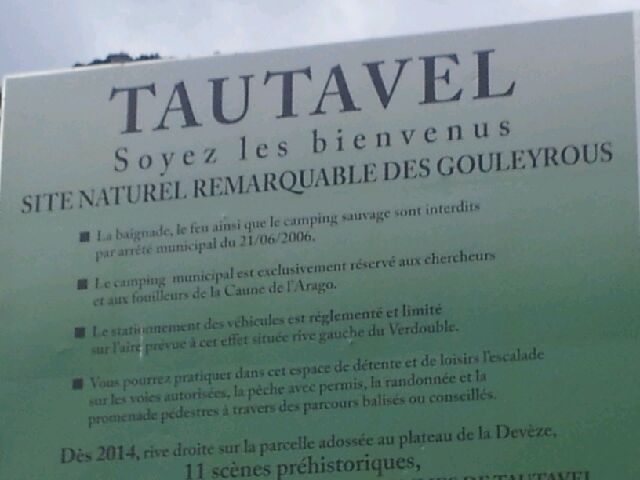 TAUTAVEL
Soyez les bienvenus
SITE NATUREL REMARQUABLE DES GOULEYROUS
La baignade, le feu ainsi que le camping sauvage sont interdits
par arrêté municipal du 21/06/2006.
Le camping municipal est exclusivement réservé aux chercheurs
et aux fouilleurs de la Caune de l'Arago.
Le stationnement des véhicules est réglementé et limité
sur l'aire prévue à cet effet située rive gauche du Verdouble.
Vous pourrez pratiquer dans cet espace de détente et de loisirs l'escalade
sur les voies autorisées, la pêche avec permis, la randonnée et la
promenade pédestres à travers des parcours balisés ou conseillés.
Dès 2014, rive droite sur la parcelle adossée au plateau de la Devèze,
11 scènes préhistoriques,
DE TAUTAVEL